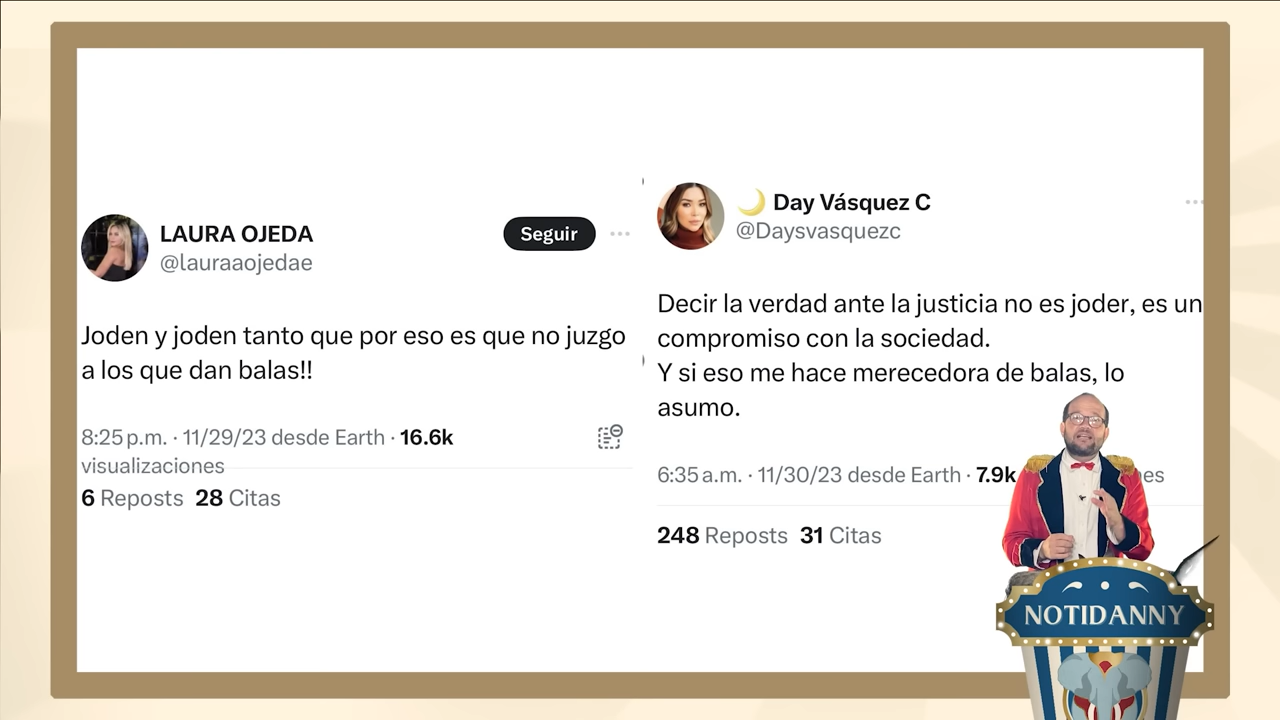 LAURA OJEDA
@lauraaojedae
Seguir
Joden y joden tanto que por eso es que no juzgo
a los que dan balas!!
8:25 p.m. · 11/29/23 desde Earth · 16.6k
visualizaciones
6 Reposts 28 Citas
🌙 Day Vásquez C
@Daysvasquezc
Decir la verdad ante la justicia no es joder, es un
compromiso con la sociedad.
Y si eso me hace merecedora de balas, lo
asumo.
6:35 a.m. · 11/30/23 desde Earth · 7.9k
248 Reposts 31 Citas
NOTIDANNY